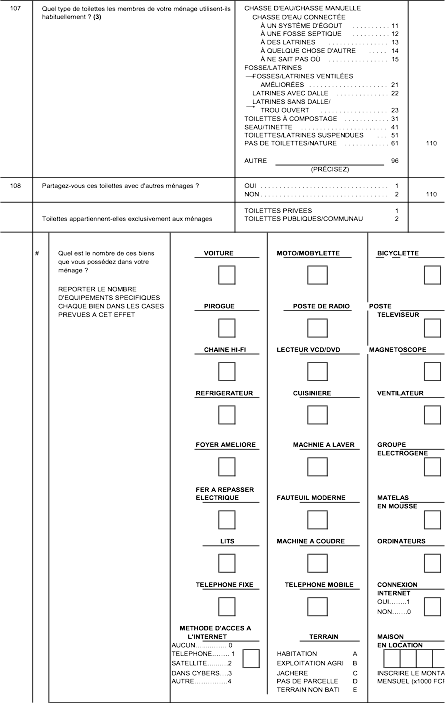 107 Quel type de toilettes les membres de votre ménage utilisent-ils
habituellement ? (3)
CHASSE D'EAU/CHASSE MANUELLE
CHASSE D'EAU CONNECTÉE
À UN SYSTÈME D'ÉGOUT . . . . . . . . 11
À UNE FOSSE SEPTIQUE . . . . . . . . 12
À DES LATRINES . . . . . . . . . . 13
À QUELQUE CHOSE D'AUTRE . . . . . 14
À NE SAIT PAS OÙ . . . . . . . . . 15
FOSSE/LATRINES
FOSSES/LATRINES VENTILÉES
AMÉLIORÉES . . . . . . . . . . . . 21
LATRINES AVEC DALLE . . . . . . . . 22
LATRINES SANS DALLE/
TROU OUVERT . . . . . . . . . . . 23
TOILETTES À COMPOSTAGE . . . . . . . . 31
SEAU/TINETTE . . . . . . . . . . . . . 41
TOILETTES/LATRINES SUSPENDUES . . . 51
PAS DE TOILETTES/NATURE . . . . . . . 61 110
AUTRE 96
(PRÉCISEZ)
108 Partagez-vous ces toilettes avec d'autres ménages ?
OUI . . . . . . . . . . . . . . . . 1
NON . . . . . . . . . . . . . . . . 2 110
Toilettes appartiennent-elles exclusivement aux ménages
TOILETTES PRIVEES 1
TOILETTES PUBLIQUES/COMMUNAU 2
# Quel est le nombre de ces biens
que vous possédez dans votre
ménage ?
REPORTER LE NOMBRE
D'EQUIPEMENTS SPECIFIQUES
CHAQUE BIEN DANS LES CASES
PREVUES A CET EFFET
VOITURE MOTO/MOBYLETTE BICYCLETTE
PIROGUE POSTE DE RADIO POSTE
TELEVISEUR
CHAINE HI-FI LECTEUR VCD/DVD MAGNETOSCOPE
REFRIGERATEUR CUISINIERE VENTILATEUR
FOYER AMELIORE MACHNIE A LAVER GROUPE
ELECTROGENE
FER A REPASSER
ELECTRIQUE FAUTEUIL MODERNE MATELAS
EN MOUSSE
LITS MACHINE A COUDRE ORDINATEURS
TELEPHONE FIXE TELEPHONE MOBILE CONNEXION
INTERNET
OUI........1
NON.......0
METHODE D'ACCES A
L'INTERNET
AUCUN............... 0
TELEPHONE........ 1
SATELLITE..........2
DANS CYBERS....3
AUTRE................4
TERRAIN
HABITATION A
EXPLOITATION AGRI B
JACHERE C
PAS DE PARCELLE D
TERRAIN NON BATI E
MAISON
EN LOCATION
INSCRIRE LE MONTA
MENSUEL (x1000 FCF